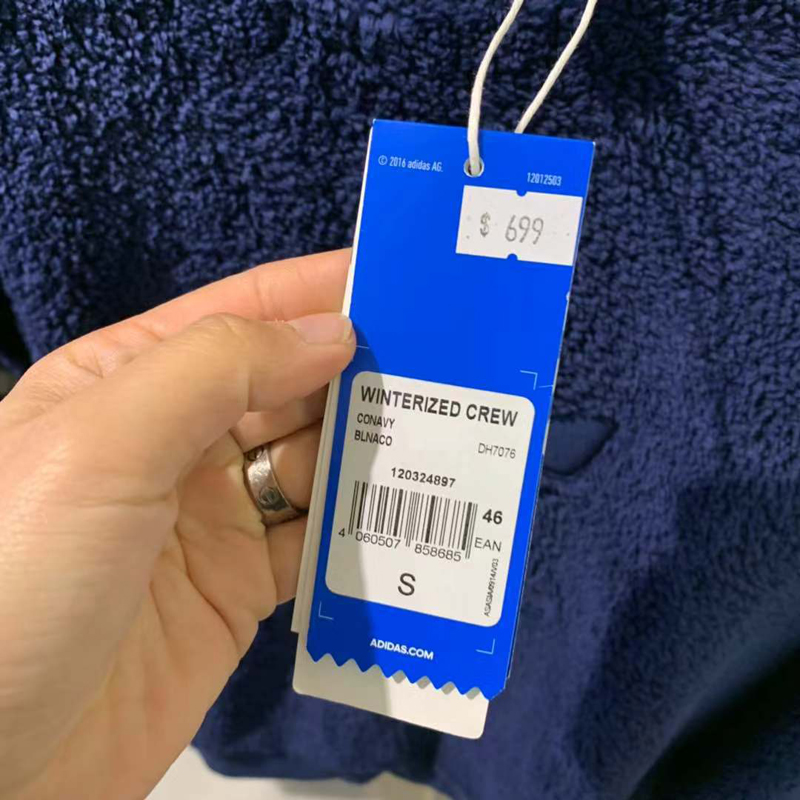 © 2016 adidas AG.
12012503
$ 699
WINTERIZED CREW
CONAVY
BLNACO
DH7076
120324897
46
4 060507 858685 EAN
S
ADIDAS.COM